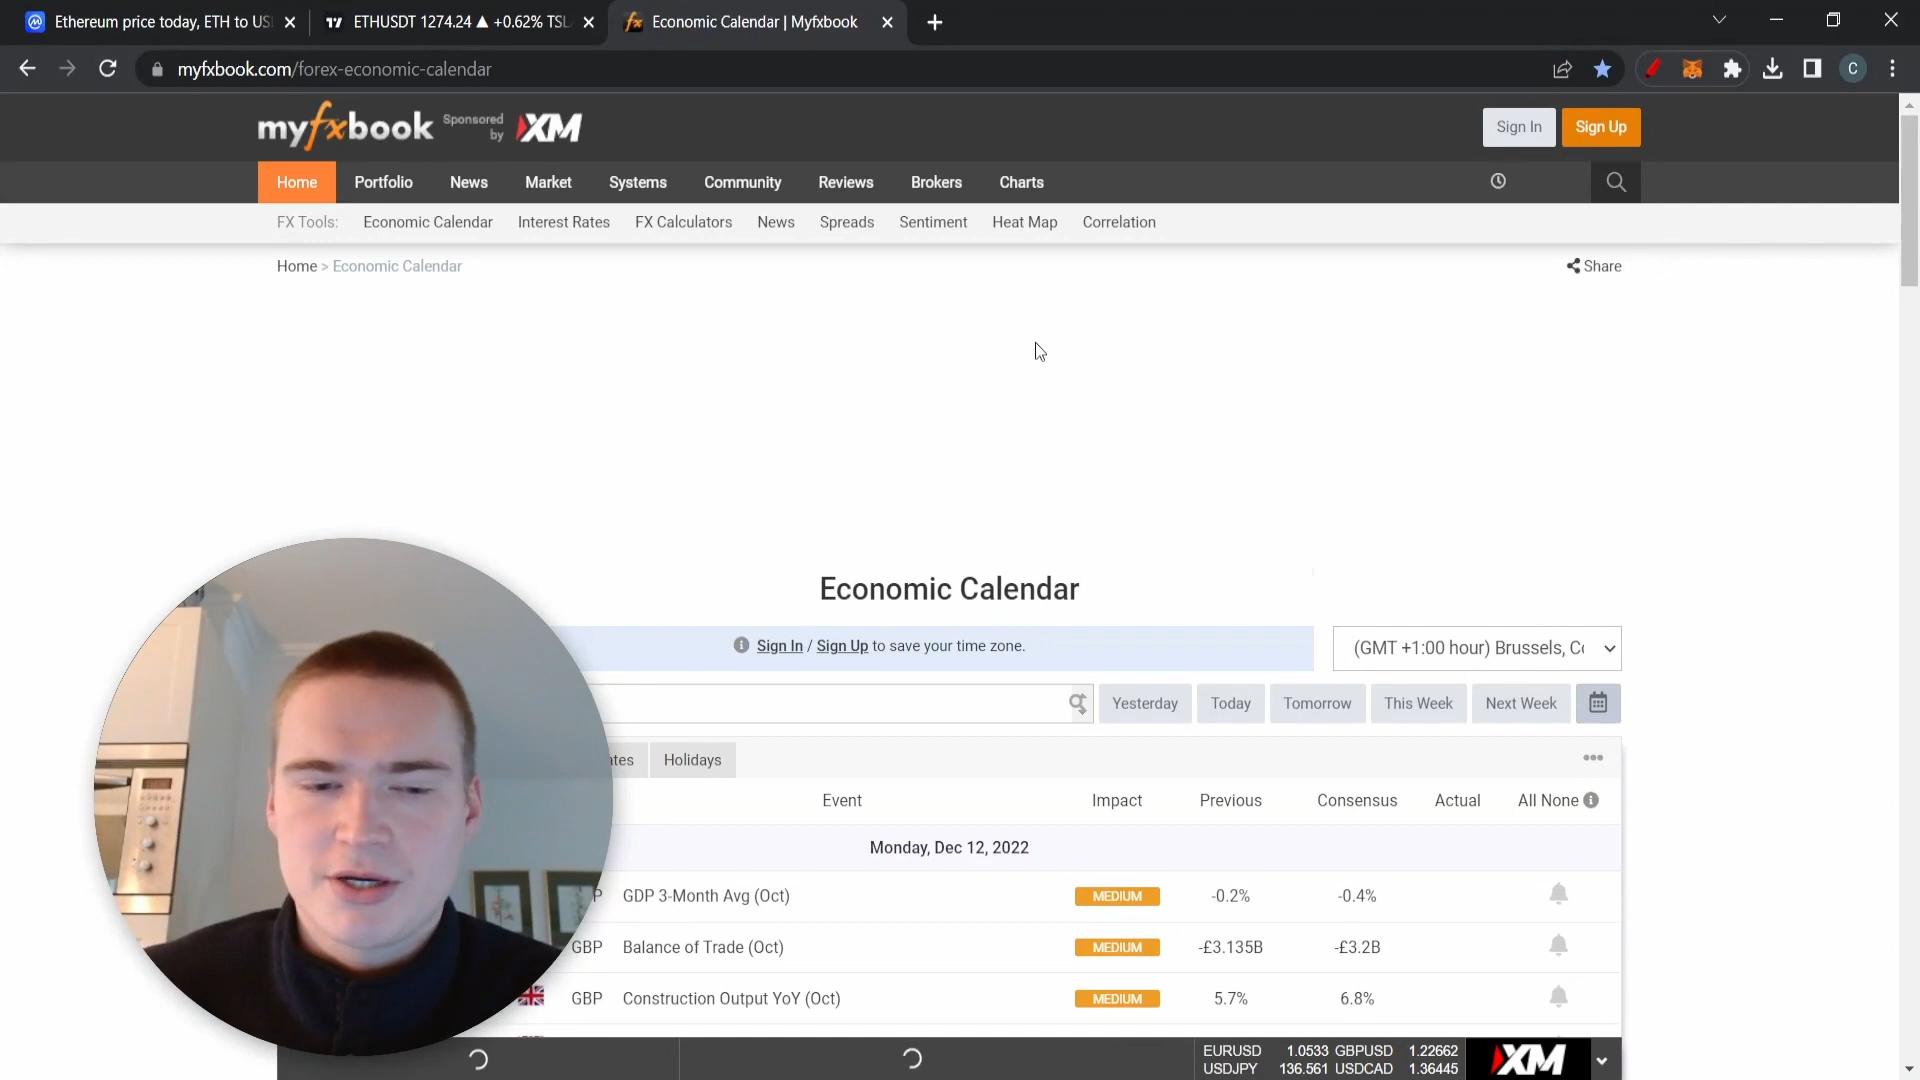 Ethereum price today, ETH to US
ETHUSDT 1274.24 ▲ +0.62% TSL
Economic Calendar | Myfxbook
myfxbook.com/forex-economic-calendar
C
myfxbook Sponsored by XM
Sign In
Sign Up
Home Portfolio News Market Systems Community Reviews Brokers Charts
FX Tools: Economic Calendar Interest Rates FX Calculators News Spreads Sentiment Heat Map Correlation
Home > Economic Calendar
Share
Economic Calendar
Sign In / Sign Up to save your time zone.
(GMT +1:00 hour) Brussels, Co
Yesterday Today Tomorrow This Week Next Week
Holidays
Event Impact Previous Consensus Actual All None
Monday, Dec 12, 2022
GDP 3-Month Avg (Oct) MEDIUM -0.2% -0.4%
GBP Balance of Trade (Oct) MEDIUM -£3.135B -£3.2B
GBP Construction Output YoY (Oct) MEDIUM 5.7% 6.8%
EURUSD 1.0533 GBPUSD 1.22662
USDJPY 136.561 USDCAD 1.36445
XM